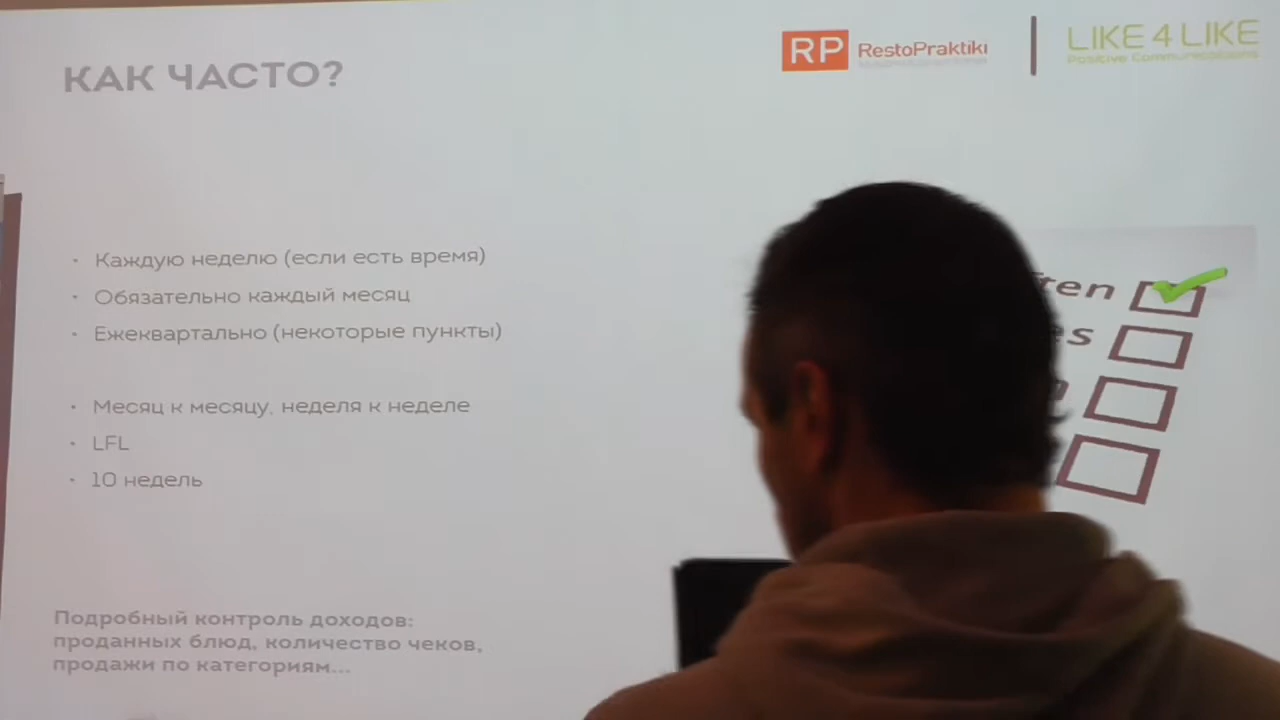 КАК ЧАСТО?
RP RestoPraktiki
LIKE 4 LIKE
Positive Communications
• Каждую неделю (если есть время)
• Обязательно каждый месяц
• Ежеквартально (некоторые пункты)
• Месяц к месяцу, неделя к неделе
• LFL
• 10 недель
Подробный контроль доходов:
проданных блюд, количество чеков,
продажи по категориям...